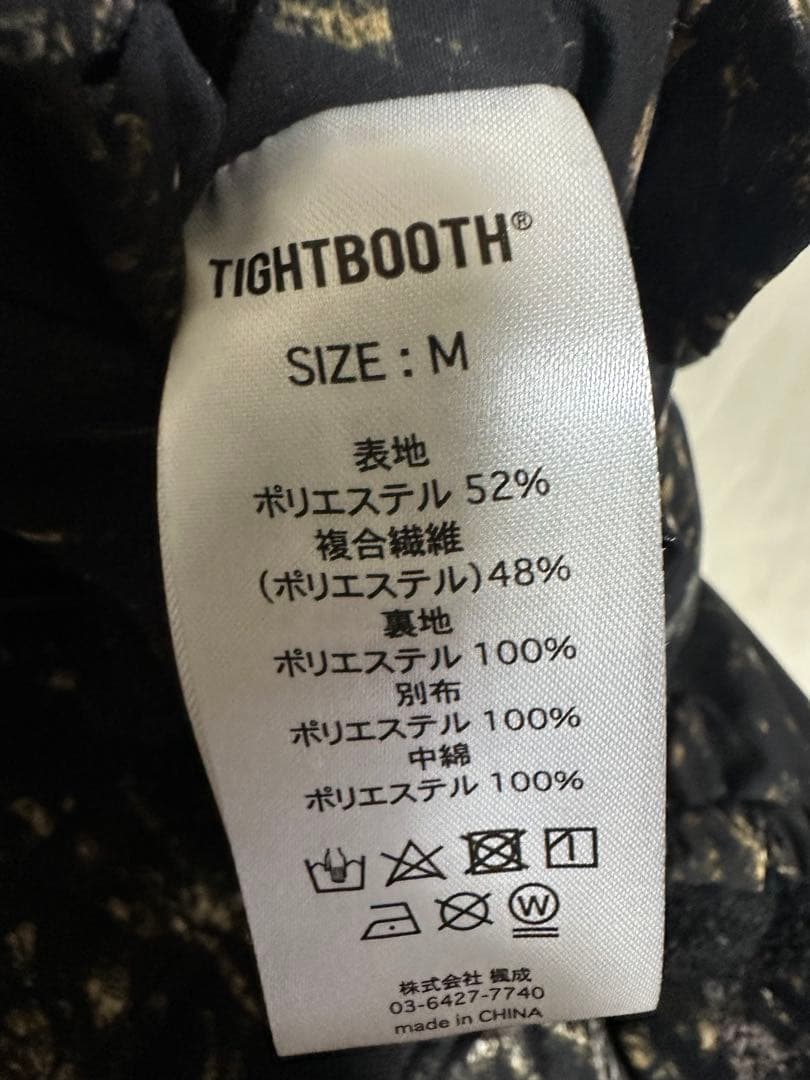 TIGHTBOOTH®
SIZE : M
表地
ポリエステル 52%
複合繊維
(ポリエステル)48%
裏地
ポリエステル 100%
別布
ポリエステル 100%
中綿
ポリエステル 100%
W
株式会社 楓成
03-6427-7740
made in CHINA